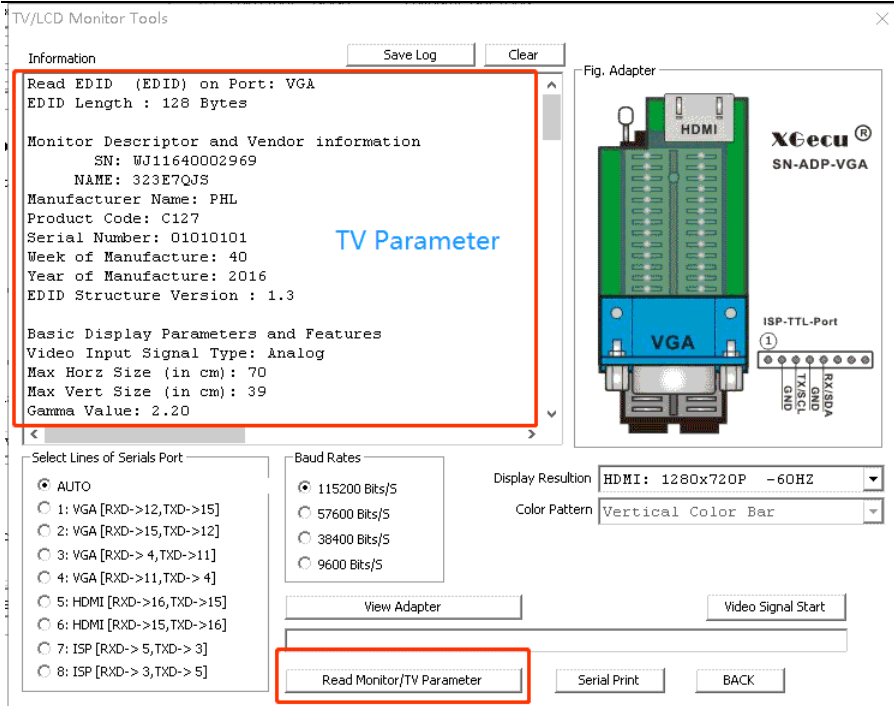 TV/LCD Monitor Tools
Information
Save Log
Clear
Read EDID  (EDID) on Port: VGA
EDID Length : 128 Bytes
Monitor Descriptor and Vendor information
SN: WJ11640002969
NAME: 323E7QJS
Manufacturer Name: PHL
Product Code: C127
Serial Number: 01010101
Week of Manufacture: 40
Year of Manufacture: 2016
EDID Structure Version : 1.3
Basic Display Parameters and Features
Video Input Signal Type: Analog
Max Horz Size (in cm): 70
Max Vert Size (in cm): 39
Gamma Value: 2.20
TV Parameter
Fig. Adapter
HDMI
XGecu ®
SN-ADP-VGA
VGA
ISP-TTL-Port
1
GND
TX/SCL
GND
RX/SDA
Select Lines of Serials Port
AUTO
1: VGA [RXD->12,TXD->15]
2: VGA [RXD->15,TXD->12]
3: VGA [RXD-> 4,TXD->11]
4: VGA [RXD->11,TXD-> 4]
5: HDMI [RXD->16,TXD->15]
6: HDMI [RXD->15,TXD->16]
7: ISP [RXD-> 5,TXD-> 3]
8: ISP [RXD-> 3,TXD-> 5]
Baud Rates
115200 Bits/S
57600 Bits/S
38400 Bits/S
9600 Bits/S
Display Resultion
HDMI: 1280x720P  -60HZ
Color Pattern
Vertical Color Bar
View Adapter
Video Signal Start
Read Monitor/TV Parameter
Serial Print
BACK